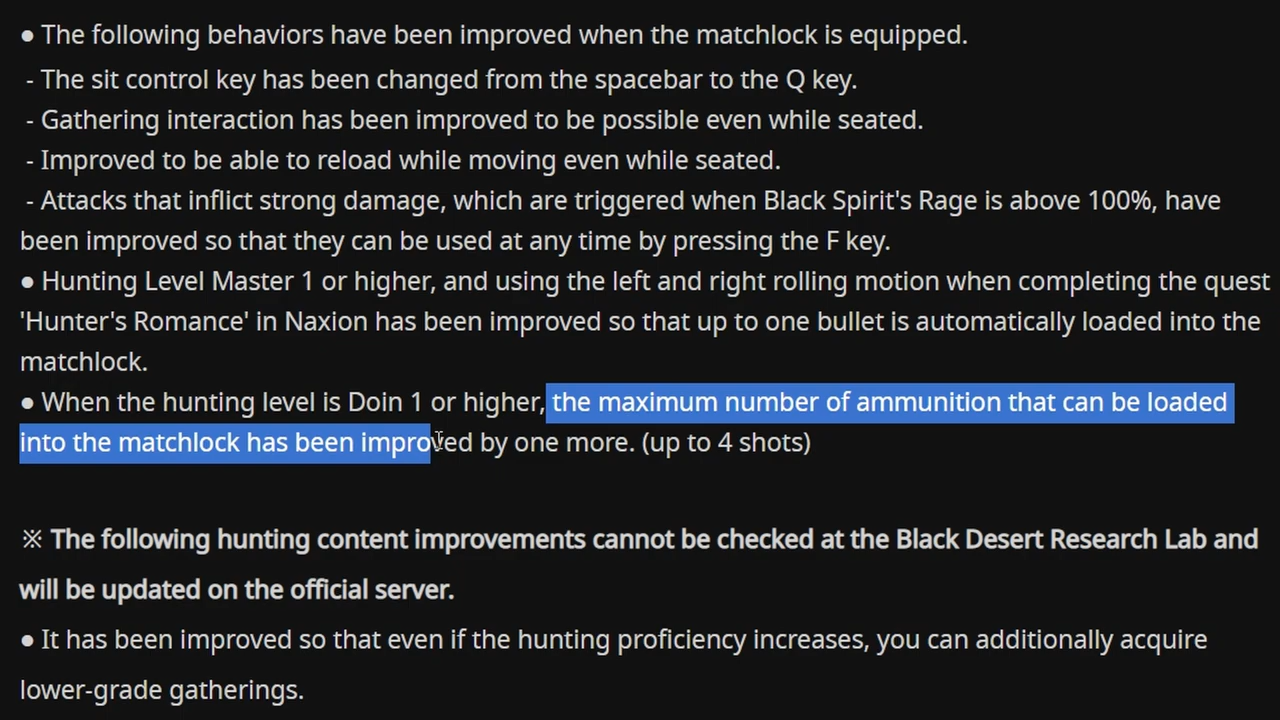 ● The following behaviors have been improved when the matchlock is equipped.
- The sit control key has been changed from the spacebar to the Q key.
- Gathering interaction has been improved to be possible even while seated.
- Improved to be able to reload while moving even while seated.
- Attacks that inflict strong damage, which are triggered when Black Spirit's Rage is above 100%, have
been improved so that they can be used at any time by pressing the F key.
● Hunting Level Master 1 or higher, and using the left and right rolling motion when completing the quest
'Hunter's Romance' in Naxion has been improved so that up to one bullet is automatically loaded into the
matchlock.
● When the hunting level is Doin 1 or higher, the maximum number of ammunition that can be loaded
into the matchlock has been improved by one more. (up to 4 shots)
※ The following hunting content improvements cannot be checked at the Black Desert Research Lab and
will be updated on the official server.
● It has been improved so that even if the hunting proficiency increases, you can additionally acquire
lower-grade gatherings.